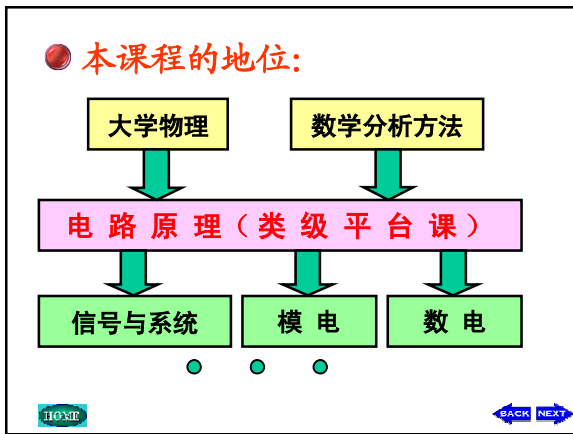 本课程的地位:
大学物理
数学分析方法
电 路 原 理（类 级 平 台 课）
信号与系统
模 电
数 电
HOME
BACK
NEXT